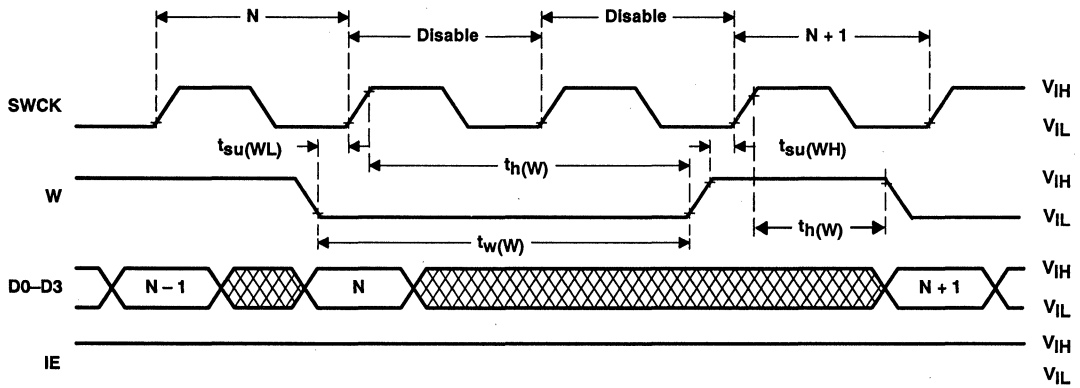 N
Disable
Disable
N + 1
SWCK
VIH
VIL
tsu(WL)
th(W)
tsu(WH)
W
VIH
VIL
tw(W)
th(W)
D0–D3
N – 1
N
N + 1
VIH
VIL
IE
VIH
VIL